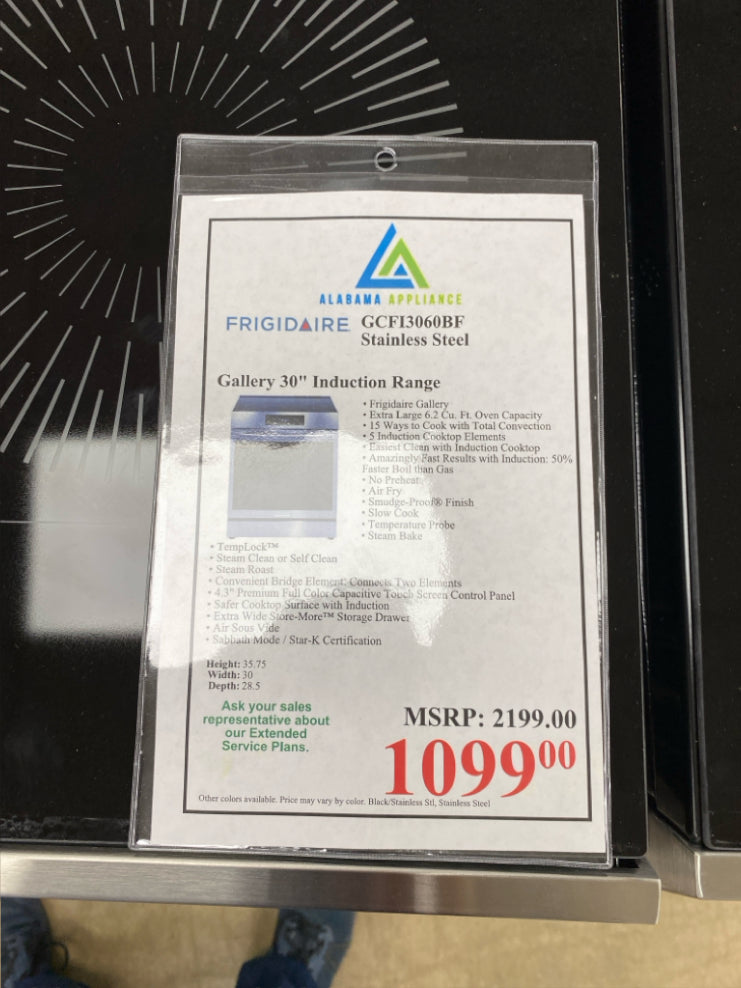 ALABAMA APPLIANCE
FRIGIDAIRE GCFI3060BF
Stainless Steel
Gallery 30" Induction Range
• Frigidaire Gallery
• Extra Large 6.2 Cu. Ft. Oven Capacity
• 15 Ways to Cook with Total Convection
• 5 Induction Cooktop Elements
• Easiest Clean with Induction Cooktop
• Amazingly Fast Results with Induction: 50%
Faster Boil than Gas
• No Preheat
• Air Fry
• Smudge-Proof® Finish
• Slow Cook
• Temperature Probe
• Steam Bake
• TempLock™
• Steam Clean or Self Clean
• Steam Roast
• Convenient Bridge Element: Connects Two Elements
• 4.3" Premium Full Color Capacitive Touch Screen Control Panel
• Safer Cooktop Surface with Induction
• Extra Wide Store-More™ Storage Drawer
• Air Sous Vide
• Sabbath Mode / Star-K Certification
Height: 35.75
Width: 30
Depth: 28.5
Ask your sales
representative about
our Extended
Service Plans.
MSRP: 2199.00
109900
Other colors available. Price may vary by color. Black/Stainless Stl, Stainless Steel